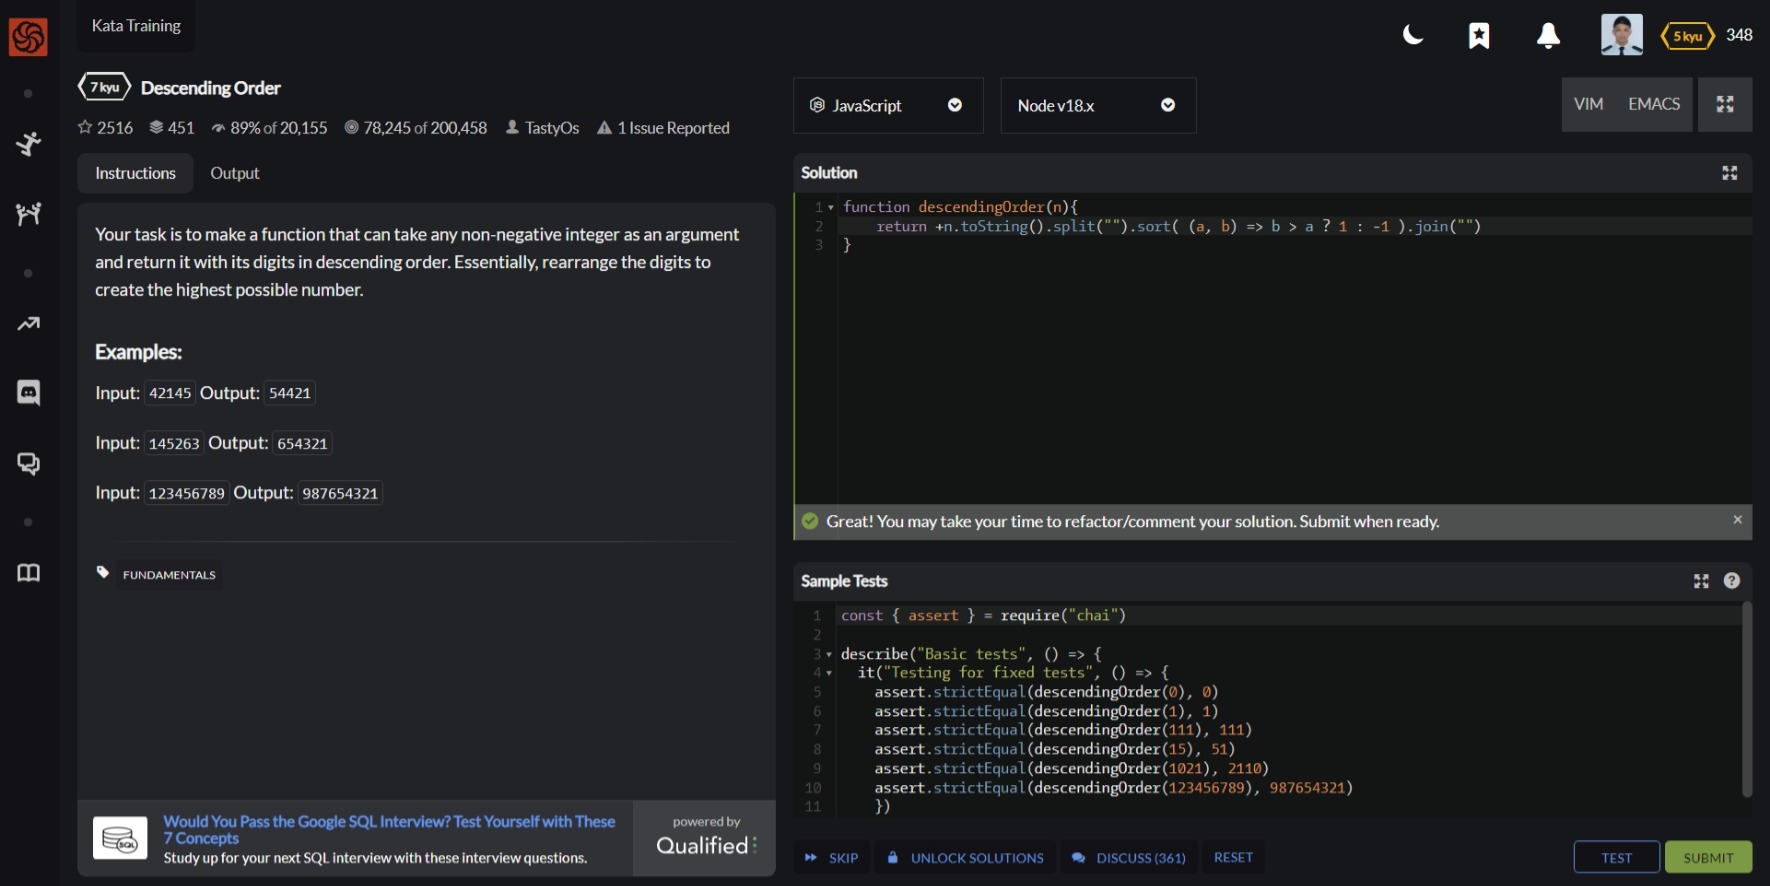 Kata Training
5 kyu 348
7 kyu Descending Order
2516 451 89% of 20,155 78,245 of 200,458 TastyOs 1 Issue Reported
Instructions Output
Your task is to make a function that can take any non-negative integer as an argument
and return it with its digits in descending order. Essentially, rearrange the digits to
create the highest possible number.
Examples:
Input: 42145 Output: 54421
Input: 145263 Output: 654321
Input: 123456789 Output: 987654321
FUNDAMENTALS
SQL
Would You Pass the Google SQL Interview? Test Yourself with These
7 Concepts
Study up for your next SQL interview with these interview questions.
powered by
Qualified
JavaScript
Node v18.x
VIM EMACS
Solution
1 function descendingOrder(n){
2 return +n.toString().split("").sort( (a, b) => b > a ? 1 : -1 ).join("")
3 }
Great! You may take your time to refactor/comment your solution. Submit when ready. ×
Sample Tests ?
1 const { assert } = require("chai")
2
3 describe("Basic tests", () => {
4 it("Testing for fixed tests", () => {
5 assert.strictEqual(descendingOrder(0), 0)
6 assert.strictEqual(descendingOrder(1), 1)
7 assert.strictEqual(descendingOrder(111), 111)
8 assert.strictEqual(descendingOrder(15), 51)
9 assert.strictEqual(descendingOrder(1021), 2110)
10 assert.strictEqual(descendingOrder(123456789), 987654321)
11 })
SKIP UNLOCK SOLUTIONS DISCUSS (361) RESET TEST SUBMIT